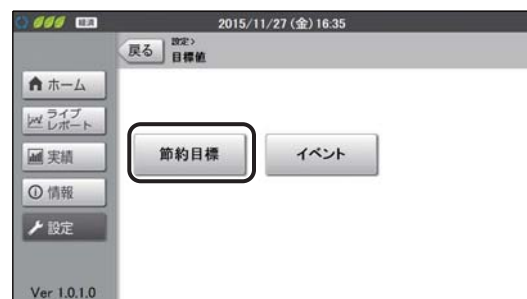 経済
2015/11/27 (金) 16:35
戻る
設定>
目標値
ホーム
ライブ
レポート
実績
情報
設定
節約目標
イベント
Ver 1.0.1.0